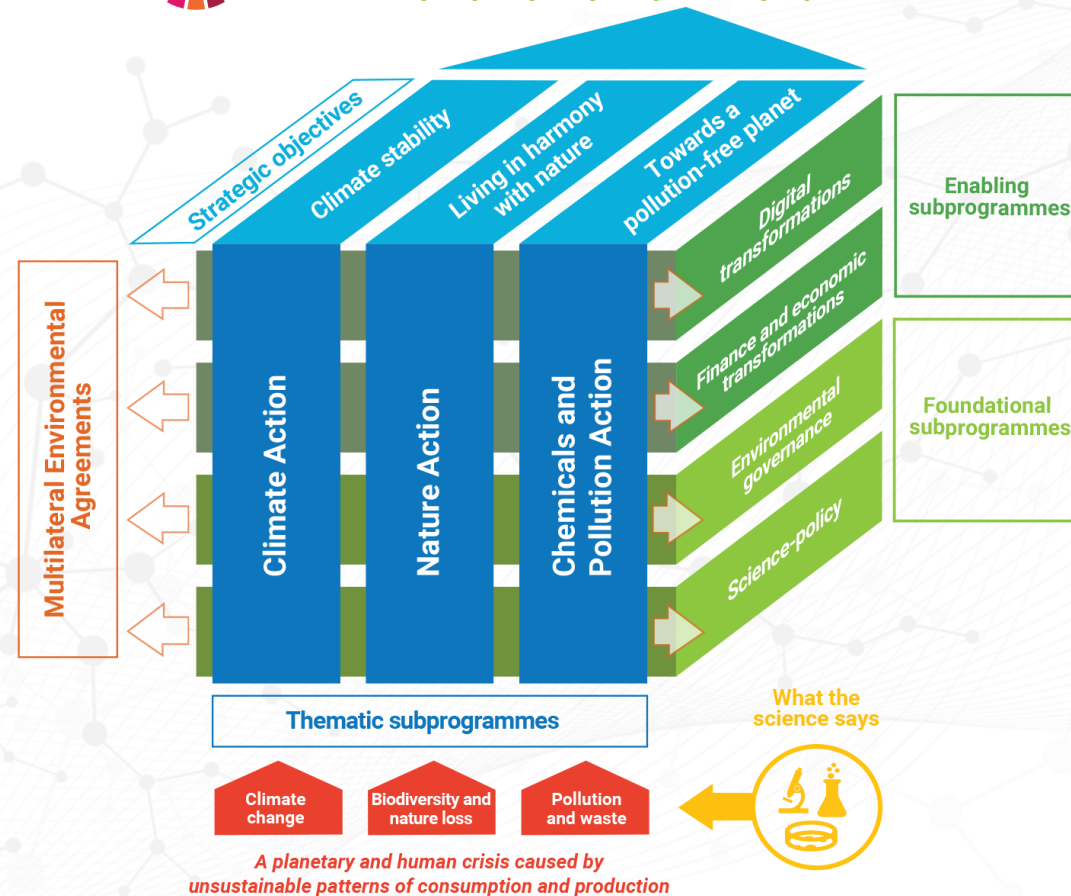 Strategic objectives
Climate stability
Living in harmony
with nature
Towards a
pollution-free planet
Digital
transformations
Finance and economic
transformations
Environmental
governance
Science-policy
Enabling
subprogrammes
Foundational
subprogrammes
Multilateral Environmental
Agreements
Climate Action
Nature Action
Chemicals and
Pollution Action
Thematic subprogrammes
What the
science says
Climate
change
Biodiversity and
nature loss
Pollution
and waste
A planetary and human crisis caused by
unsustainable patterns of consumption and production